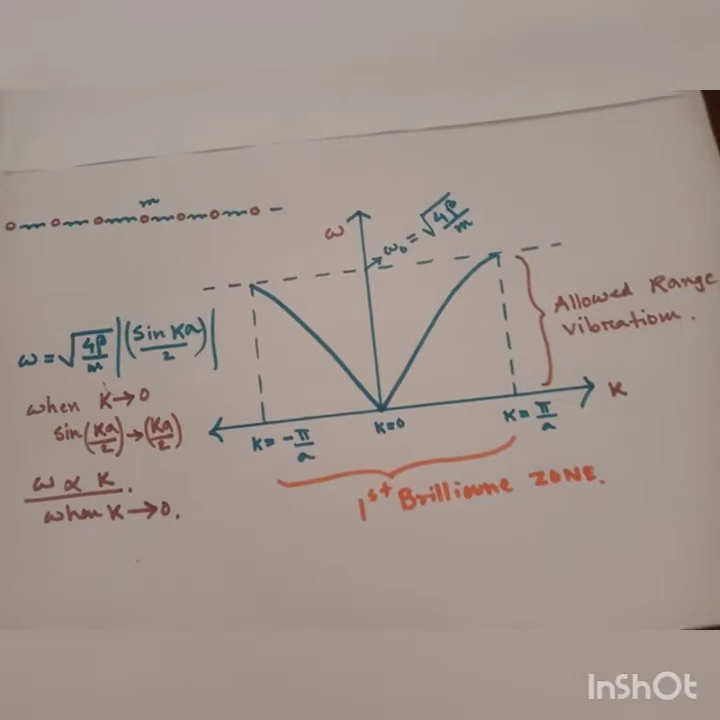 m
ω
ω₀ = √(4β/m)
Allowed Range
vibration.
ω = √(4β/m) |(sin Ka)/2|
when K→0
sin(Ka/2)→(Ka/2)
ω ∝ K.
when K→0.
K
K = -π/a
K=0
K = π/a
1st Brillioune ZONE.
InShOt